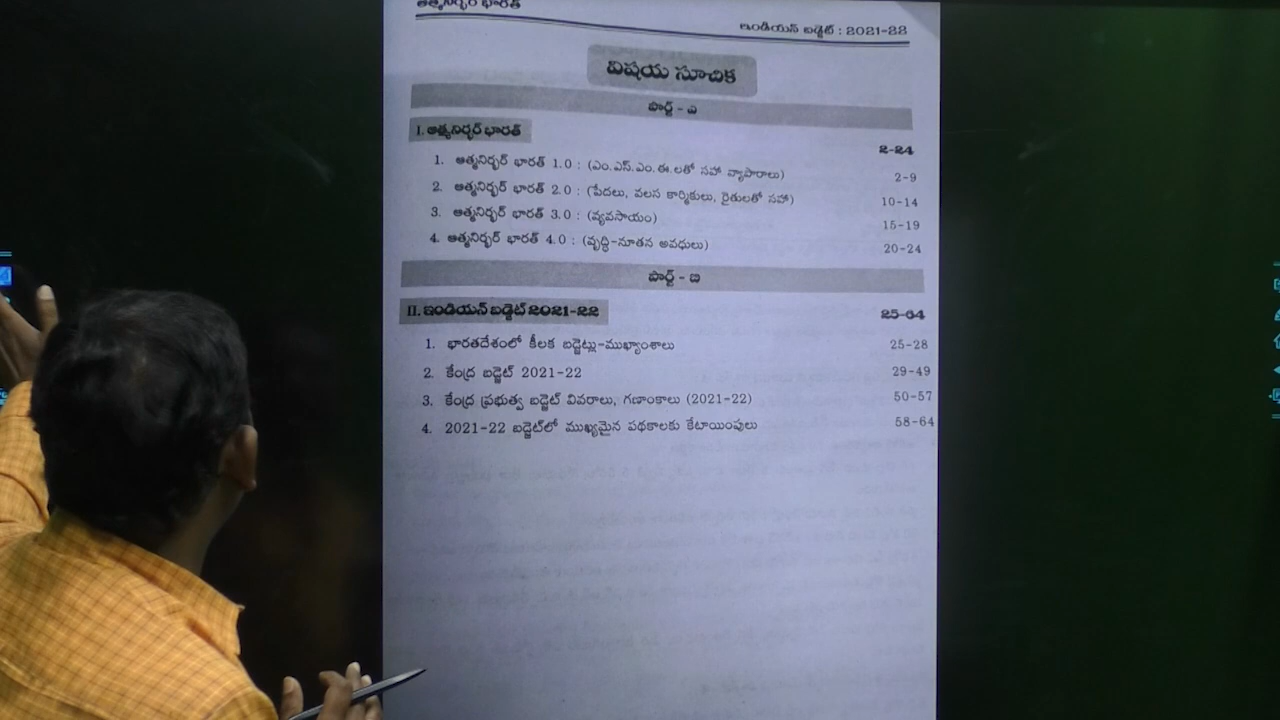 ఆత్మనిర్భర్ భారత్
ఇండియన్ బడ్జెట్ : 2021-22
విషయ సూచిక
పార్ట్ - ఎ
I. ఆత్మనిర్భర్ భారత్ 2-24
1. ఆత్మనిర్భర్ భారత్ 1.0 : (ఎం.ఎస్.ఎం.ఈ.లతో సహా వ్యాపారాలు) 2-9
2. ఆత్మనిర్భర్ భారత్ 2.0 : (పేదలు, వలస కార్మికులు, రైతులతో సహా) 10-14
3. ఆత్మనిర్భర్ భారత్ 3.0 : (వ్యవసాయం) 15-19
4. ఆత్మనిర్భర్ భారత్ 4.0 : (వృద్ధి-నూతన అవధులు) 20-24
పార్ట్ - బి
II. ఇండియన్ బడ్జెట్ 2021-22 25-64
1. భారతదేశంలో కీలక బడ్జెట్లు-ముఖ్యాంశాలు 25-28
2. కేంద్ర బడ్జెట్ 2021-22 29-49
3. కేంద్ర ప్రభుత్వ బడ్జెట్ వివరాలు, గణాంకాలు (2021-22) 50-57
4. 2021-22 బడ్జెట్‌లో ముఖ్యమైన పథకాలకు కేటాయింపులు 58-64